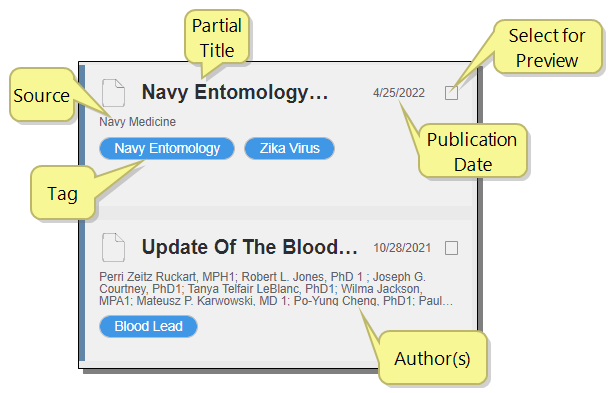 Partial
Title
Select for
Preview
Source
Navy Entomology…
4/25/2022
Navy Medicine
Publication
Date
Navy Entomology
Zika Virus
Tag
Update Of The Blood…
10/28/2021
Perri Zeitz Ruckart, MPH1; Robert L. Jones, PhD 1 ; Joseph G.
Courtney, PhD1; Tanya Telfair LeBlanc, PhD1; Wilma Jackson,
MPA1; Mateusz P. Karwowski, MD 1; Po-Yung Cheng, PhD1; Paul…
Blood Lead
Author(s)